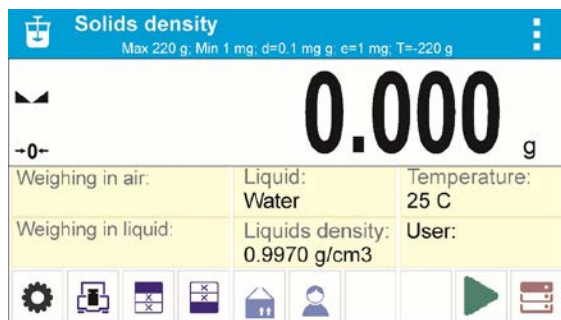 Solids density
Max 220 g; Min 1 mg; d=0.1 mg g; e=1 mg; T=-220 g
0.000 g
→0←
Weighing in air:
Liquid:
Water
Temperature:
25 C
Weighing in liquid:
Liquids density:
0.9970 g/cm3
User: